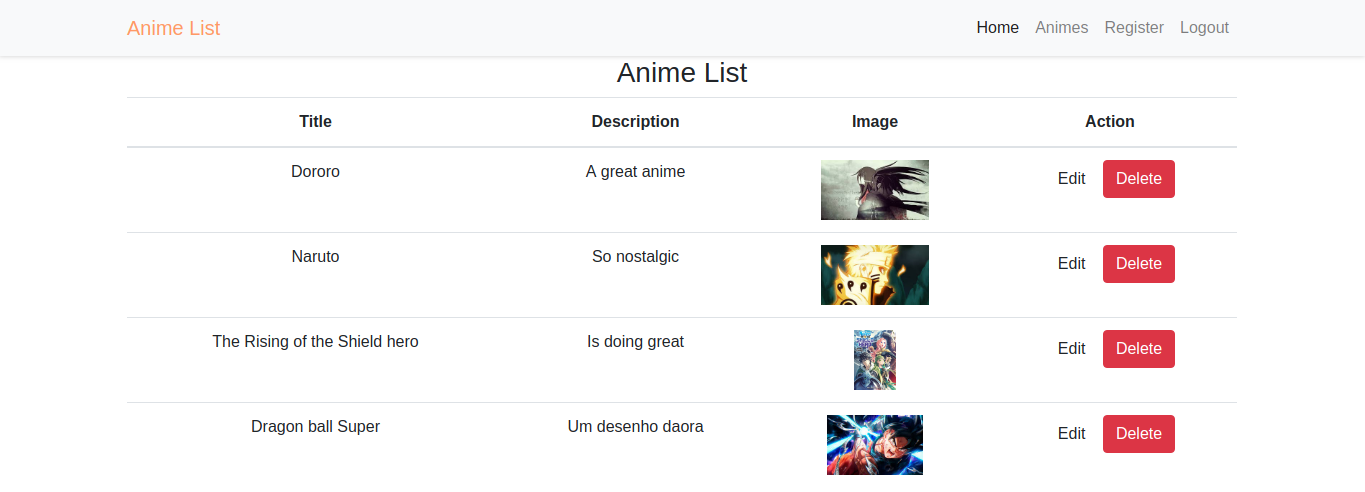 Anime List
Home Animes Register Logout
Anime List
Title Description Image Action
Dororo A great anime Edit Delete
Naruto So nostalgic Edit Delete
The Rising of the Shield hero Is doing great Edit Delete
Dragon ball Super Um desenho daora Edit Delete